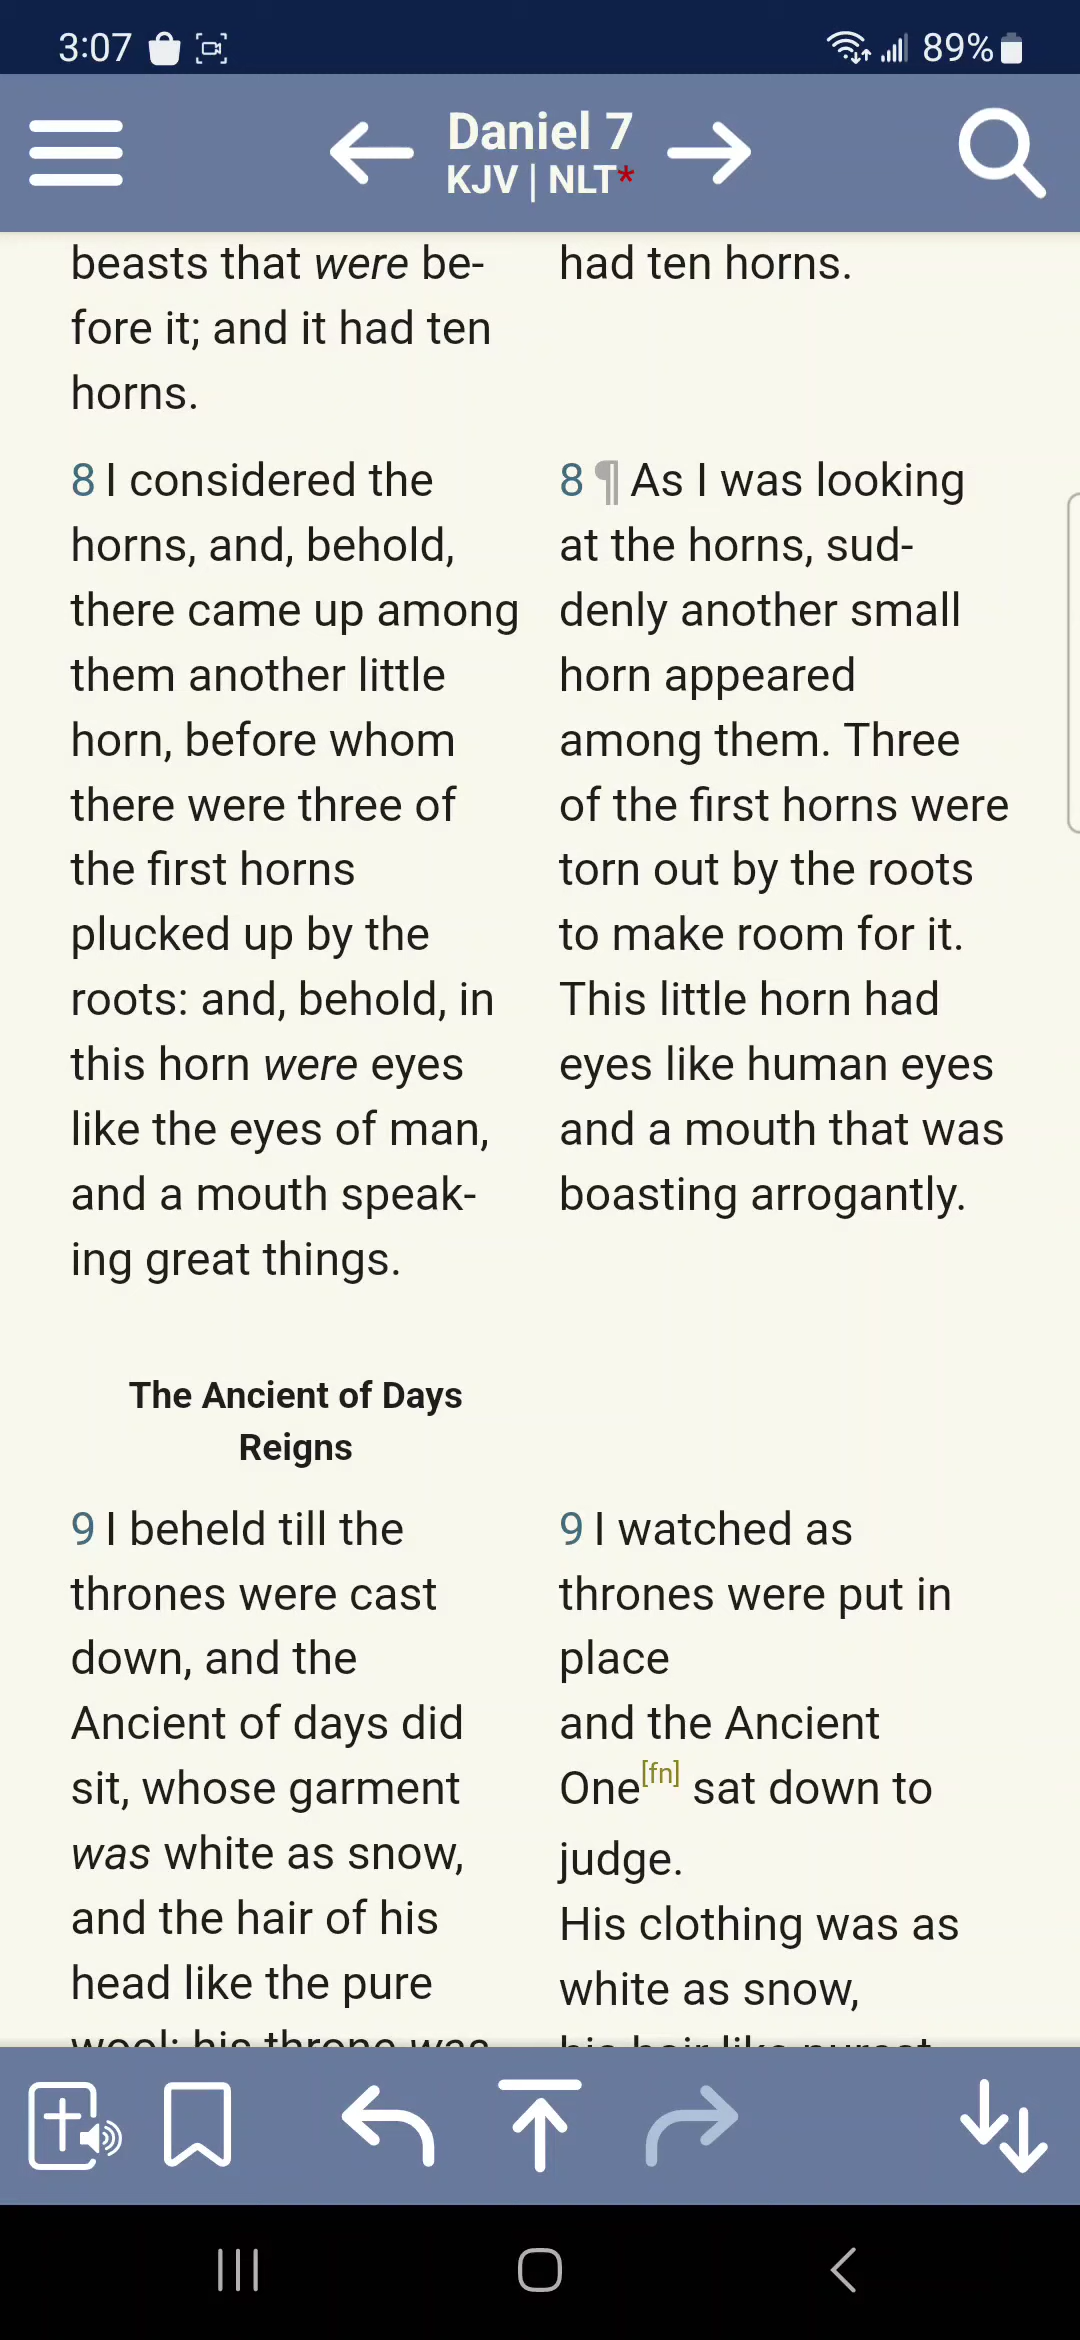 3:07
89%
Daniel 7
KJV | NLT*
beasts that were be-
fore it; and it had ten
horns.
8 I considered the
horns, and, behold,
there came up among
them another little
horn, before whom
there were three of
the first horns
plucked up by the
roots: and, behold, in
this horn were eyes
like the eyes of man,
and a mouth speak-
ing great things.
The Ancient of Days
Reigns
9 I beheld till the
thrones were cast
down, and the
Ancient of days did
sit, whose garment
was white as snow,
and the hair of his
head like the pure
wool: his throne was
had ten horns.
8 ¶ As I was looking
at the horns, sud-
denly another small
horn appeared
among them. Three
of the first horns were
torn out by the roots
to make room for it.
This little horn had
eyes like human eyes
and a mouth that was
boasting arrogantly.
9 I watched as
thrones were put in
place
and the Ancient
One[fn] sat down to
judge.
His clothing was as
white as snow,
his hair like purest